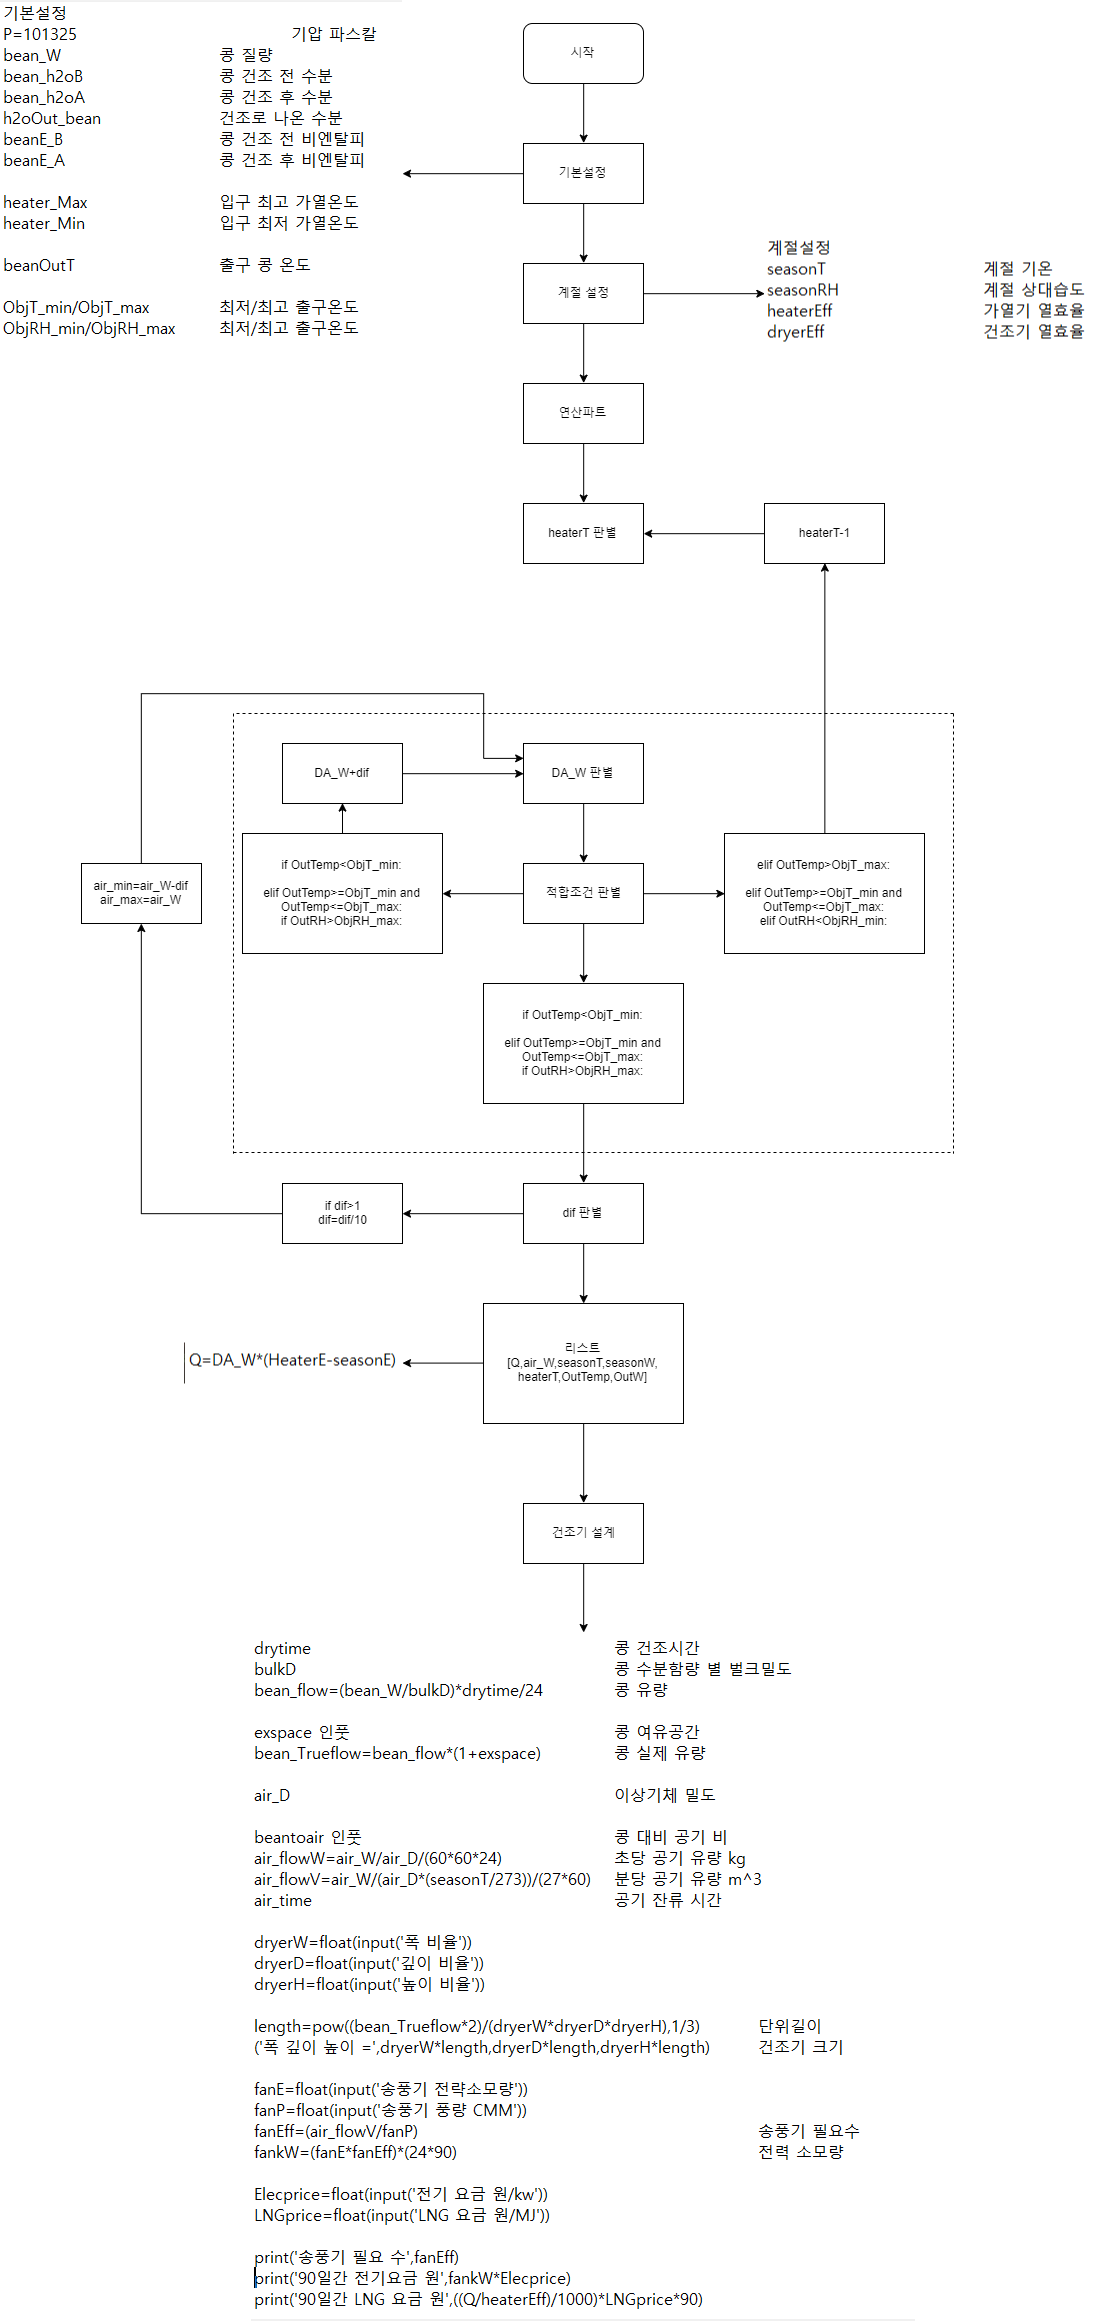 기본설정
P=101325 기압 파스칼
bean_W 콩 질량
bean_h2oB 콩 건조 전 수분
bean_h2oA 콩 건조 후 수분
h2oOut_bean 건조로 나온 수분
beanE_B 콩 건조 전 비엔탈피
beanE_A 콩 건조 후 비엔탈피
heater_Max 입구 최고 가열온도
heater_Min 입구 최저 가열온도
beanOutT 출구 콩 온도
ObjT_min/ObjT_max 최저/최고 출구온도
ObjRH_min/ObjRH_max 최저/최고 출구온도
시작
기본설정
계절 설정
계절설정
seasonT 계절 기온
seasonRH 계절 상대습도
heaterEff 가열기 열효율
dryerEff 건조기 열효율
연산파트
heaterT 판별
heaterT-1
DA_W+dif
DA_W 판별
air_min=air_W-dif
air_max=air_W
if OutTemp<ObjT_min:
elif OutTemp>=ObjT_min and
OutTemp<=ObjT_max:
if OutRH>ObjRH_max:
적합조건 판별
elif OutTemp>ObjT_max:
elif OutTemp>=ObjT_min and
OutTemp<=ObjT_max:
elif OutRH<ObjRH_min:
if OutTemp<ObjT_min:
elif OutTemp>=ObjT_min and
OutTemp<=ObjT_max:
if OutRH>ObjRH_max:
if dif>1
dif=dif/10
dif 판별
Q=DA_W*(HeaterE-seasonE)
리스트
[Q,air_W,seasonT,seasonW,
heaterT,OutTemp,OutW]
건조기 설계
drytime 콩 건조시간
bulkD 콩 수분함량 별 벌크밀도
bean_flow=(bean_W/bulkD)*drytime/24 콩 유량
exspace 인풋 콩 여유공간
bean_Trueflow=bean_flow*(1+exspace) 콩 실제 유량
air_D 이상기체 밀도
beantoair 인풋 콩 대비 공기 비
air_flowW=air_W/air_D/(60*60*24) 초당 공기 유량 kg
air_flowV=air_W/(air_D*(seasonT/273))/(27*60) 분당 공기 유량 m^3
air_time 공기 잔류 시간
dryerW=float(input('폭 비율'))
dryerD=float(input('깊이 비율'))
dryerH=float(input('높이 비율'))
length=pow((bean_Trueflow*2)/(dryerW*dryerD*dryerH),1/3) 단위길이
('폭 깊이 높이 =',dryerW*length,dryerD*length,dryerH*length) 건조기 크기
fanE=float(input('송풍기 전략소모량'))
fanP=float(input('송풍기 풍량 CMM'))
fanEff=(air_flowV/fanP) 송풍기 필요수
fankW=(fanE*fanEff)*(24*90) 전력 소모량
Elecprice=float(input('전기 요금 원/kw'))
LNGprice=float(input('LNG 요금 원/MJ'))
print('송풍기 필요 수',fanEff)
print('90일간 전기요금 원',fankW*Elecprice)
print('90일간 LNG 요금 원',((Q/heaterEff)/1000)*LNGprice*90)